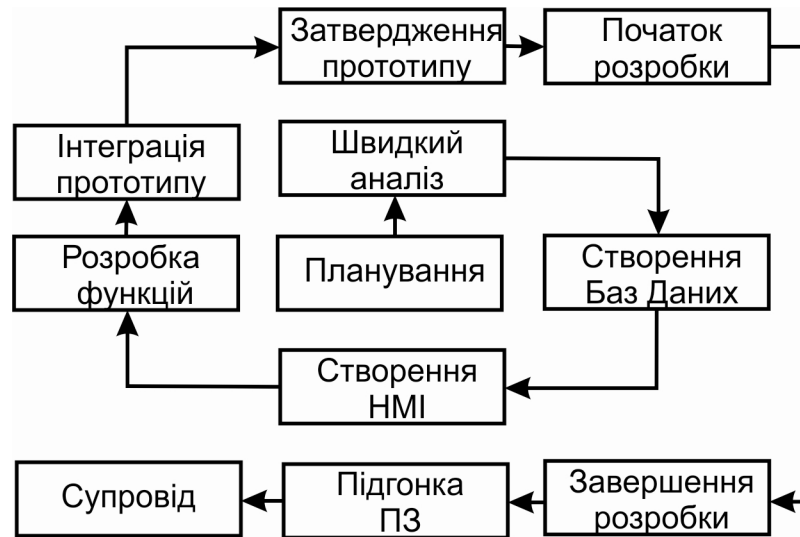 Затвердження
прототипу
Початок
розробки
Інтеграція
прототипу
Швидкий
аналіз
Розробка
функцій
Планування
Створення
Баз Даних
Створення
HMI
Супровід
Підгонка
ПЗ
Завершення
розробки